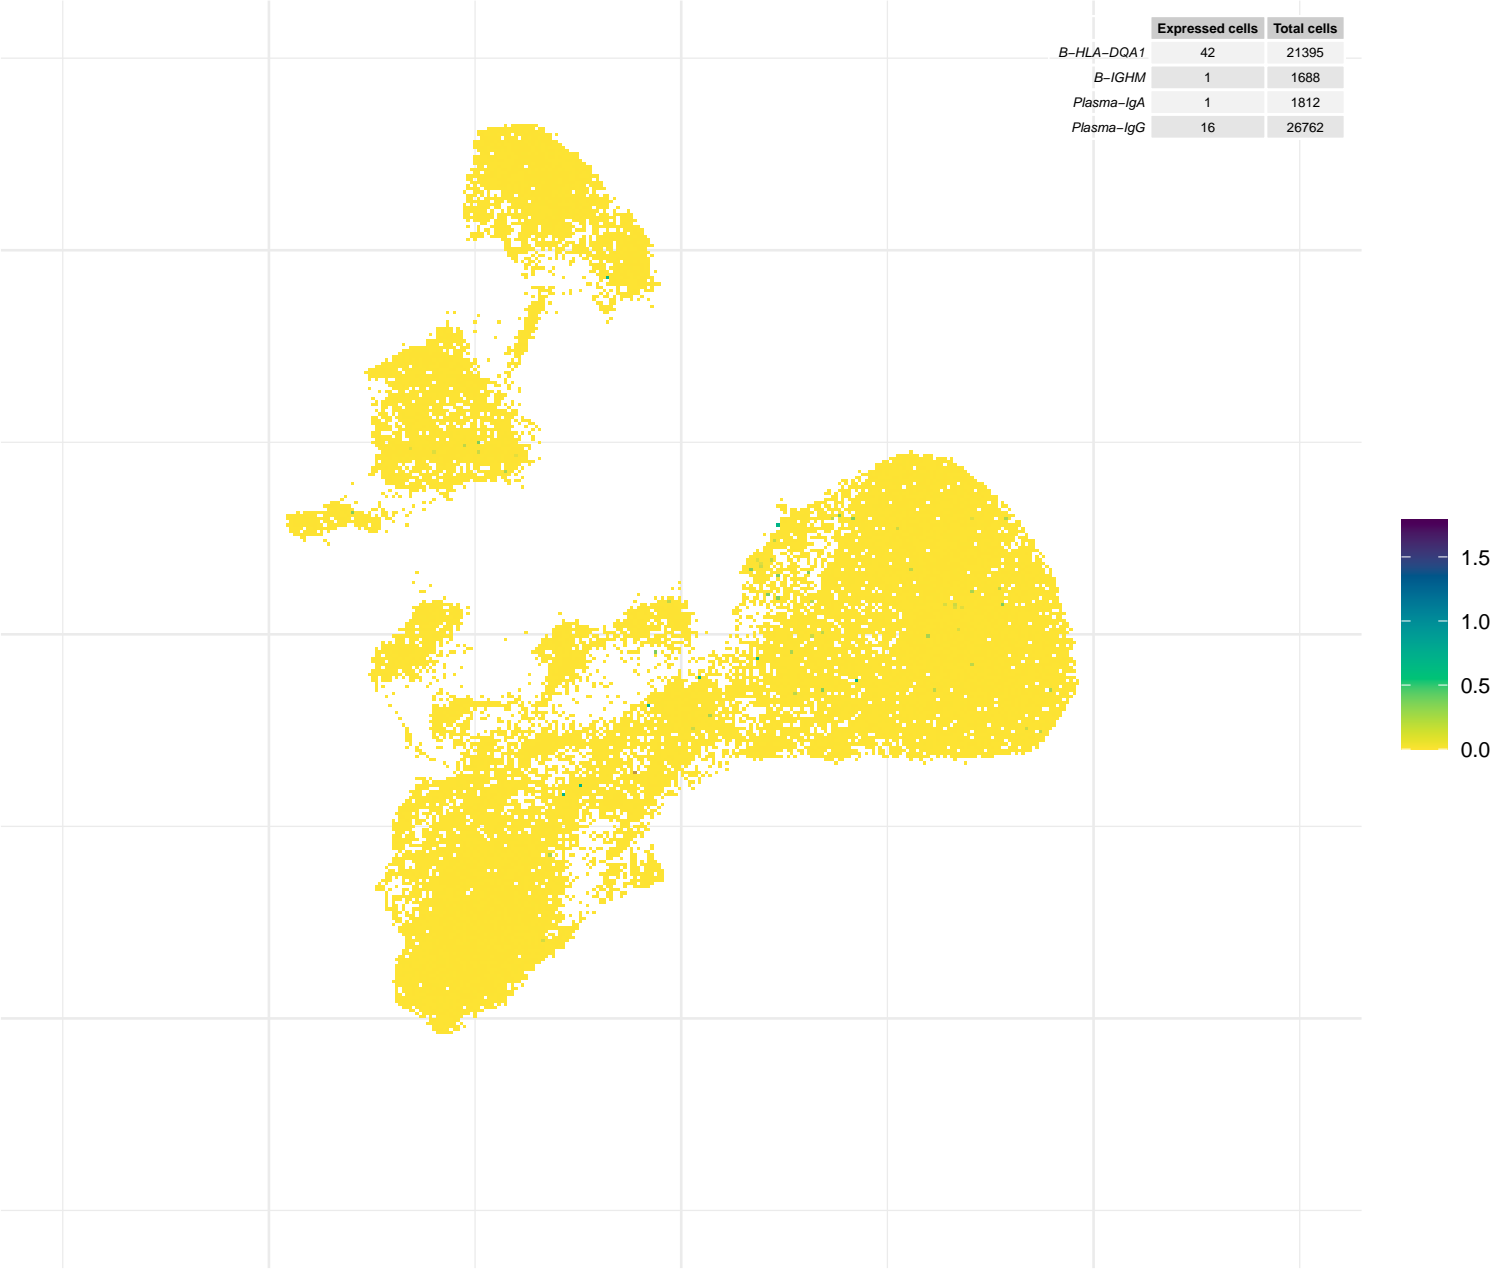 Expressed cells Total cells
B−HLA−DQA1 42 21395
B−IGHM 1 1688
Plasma−IgA 1 1812
Plasma−IgG 16 26762
1.5
1.0
0.5
0.0